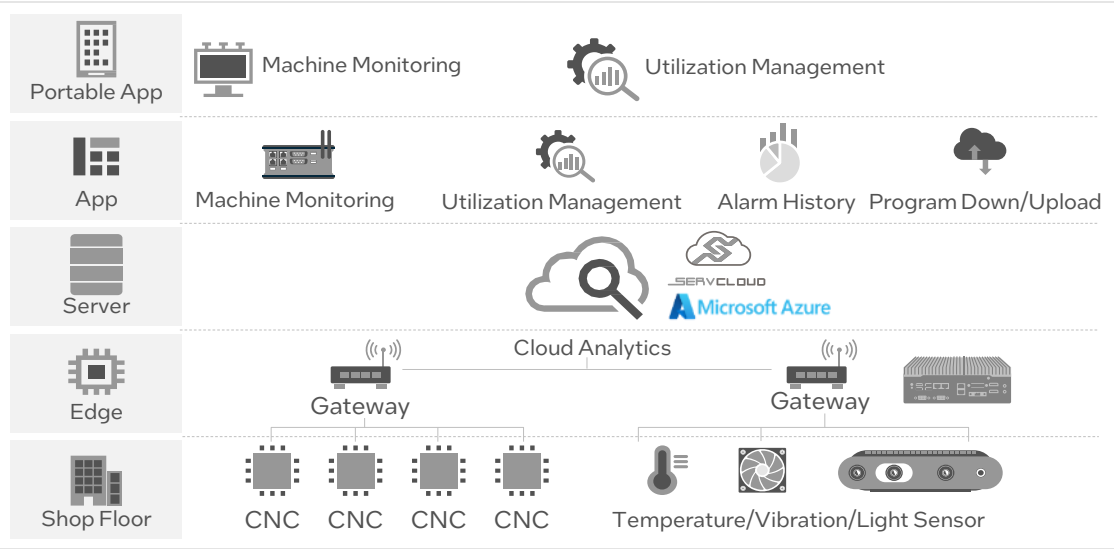 Portable App
Machine Monitoring
Utilization Management
App
Machine Monitoring
Utilization Management
Alarm History
Program Down/Upload
Server
SERVCLOUD
Microsoft Azure
Edge
Cloud Analytics
Gateway
Gateway
Shop Floor
CNC
CNC
CNC
CNC
Temperature/Vibration/Light Sensor